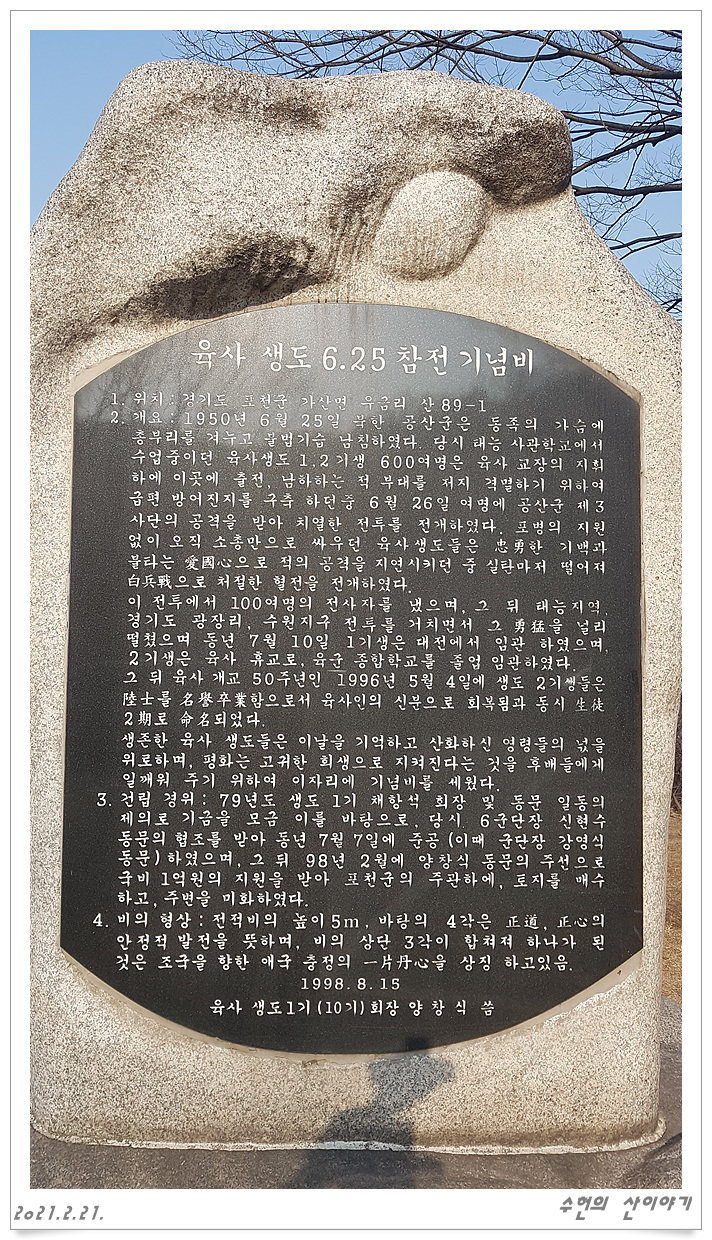 육사 생도 6.25 참전 기념비
1. 위치 : 경기도 포천군 가산면 우금리 산 89-1
2. 개요 : 1950년 6월 25일 북한 공산군은 동족의 가슴에
총부리를 겨누고 불법기습 남침하였다. 당시 태능 사관학교에서
수업중이던 육사생도 1,2기생 600여명은 육사 교장의 지휘
하에 이곳에 출전, 남하하는 적 부대를 저지 격멸하기 위하여
급편 방어진지를 구축 하던중 6월 26일 여명에 공산군 제3
사단의 공격을 받아 치열한 전투를 전개하였다. 포병의 지원
없이 오직 소총만으로 싸우던 육사생도들은 忠勇한 기백과
불타는 愛國心으로 적의 공격을 지연시키던 중 실탄마저 떨어져
白兵戰으로 처절한 혈전을 전개하였다.
이 전투에서 100여명의 전사자를 냈으며, 그 뒤 태능지역,
경기도 광장리, 수원지구 전투를 거치면서 그 勇猛을 널리
떨쳤으며 동년 7월 10일 1기생은 대전에서 임관 하였으며,
2기생은 육사 휴교로, 육군 종합학교를 졸업 임관하였다.
그 뒤 육사 개교 50주년인 1996년 5월 4일에 생도 2기생들은
陸士를 名譽卒業함으로서 육사인의 신분으로 회복됨과 동시 生徒
2期로 命名되었다.
생존한 육사 생도들은 이날을 기억하고 산화하신 영령들의 넋을
위로하며, 평화는 고귀한 희생으로 지켜진다는 것을 후배들에게
일깨워 주기 위하여 이자리에 기념비를 세웠다.
3. 건립 경위 : 79년도 생도 1기 채항석 회장 및 동문 일동의
제의로 기금을 모금 이를 바탕으로, 당시 6군단장 신현수
동문의 협조를 받아 동년 7월 7일에 준공 (이때 군단장 강영식
동문) 하였으며, 그 뒤 98년 2월에 양창식 동문의 주선으로
국비 1억원의 지원을 받아 포천군의 주관하에, 토지를 매수
하고, 주변을 미화하였다.
4. 비의 형상 : 전적비의 높이 5m, 바탕의 4각은 正道, 正心의
안정적 발전을 뜻하며, 비의 상단 3각이 합쳐져 하나가 된
것은 조국을 향한 애국 충정의 一片丹心을 상징 하고있음.
1998.8.15
육사 생도1기 (10기) 회장 양 창 식 씀
2021.2.21.
수헌의 산이야기